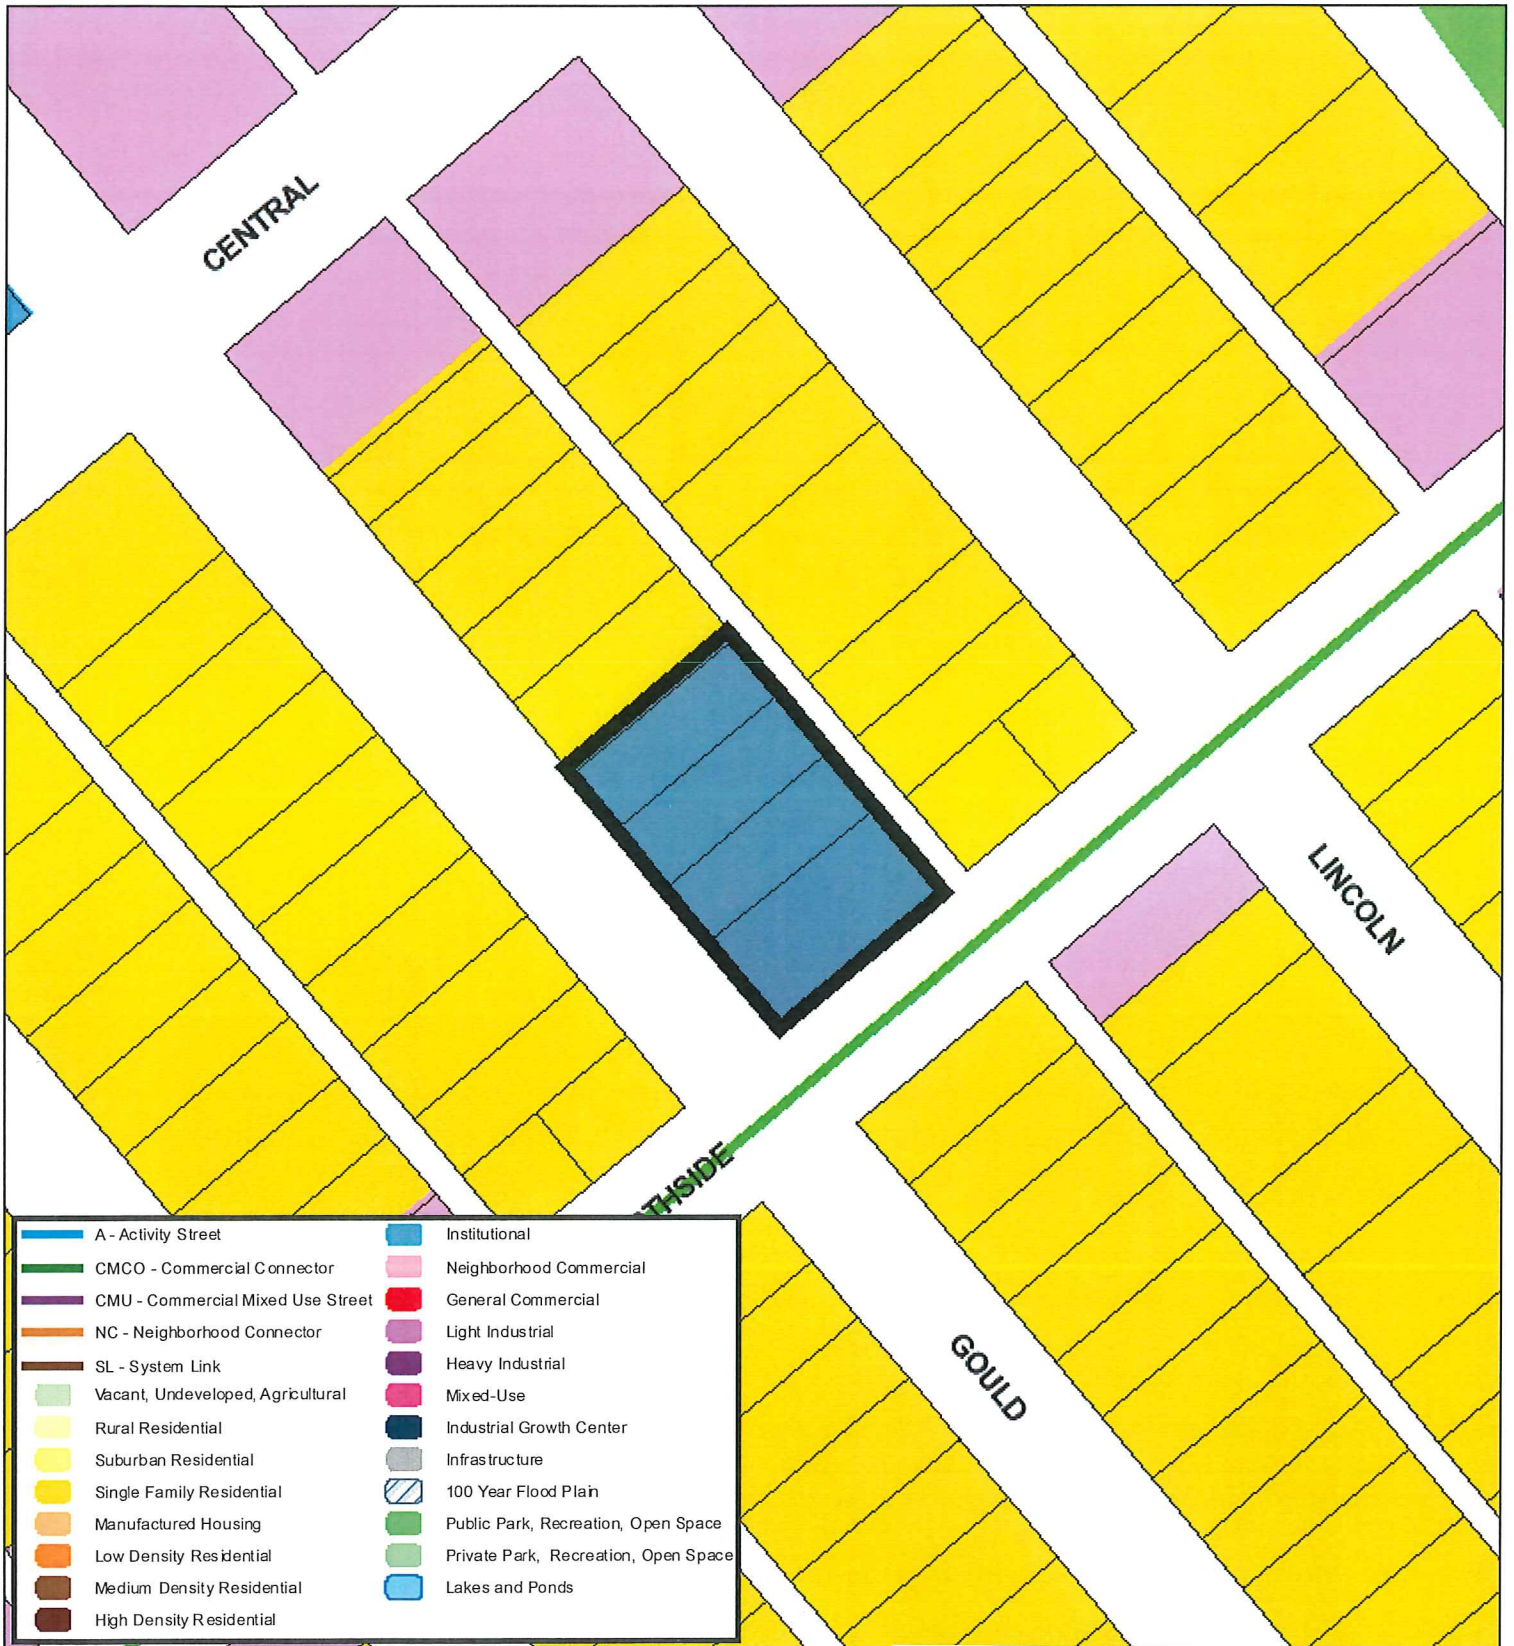 CENTRAL
LINCOLN
THSIDE
GOULD
A - Activity Street
CMCO - Commercial Connector
CMU - Commercial Mixed Use Street
NC - Neighborhood Connector
SL - System Link
Vacant, Undeveloped, Agricultural
Rural Residential
Suburban Residential
Single Family Residential
Manufactured Housing
Low Density Residential
Medium Density Residential
High Density Residential
Institutional
Neighborhood Commercial
General Commercial
Light Industrial
Heavy Industrial
Mixed-Use
Industrial Growth Center
Infrastructure
100 Year Flood Plain
Public Park, Recreation, Open Space
Private Park, Recreation, Open Space
Lakes and Ponds